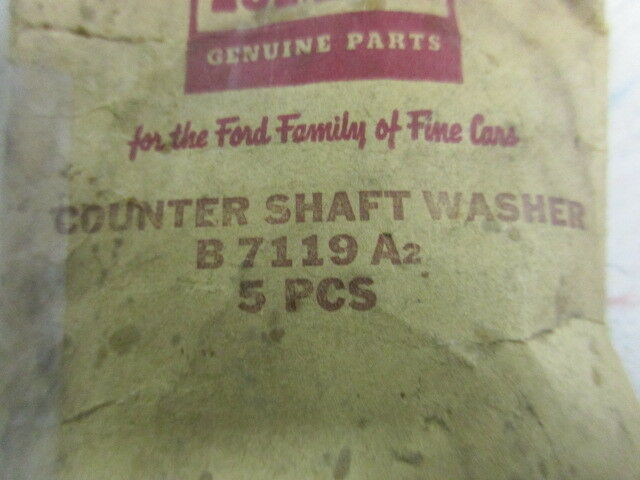 GENUINE PARTS
for the Ford Family of Fine Cars
COUNTER SHAFT WASHER
B 7119 A2
5 PCS